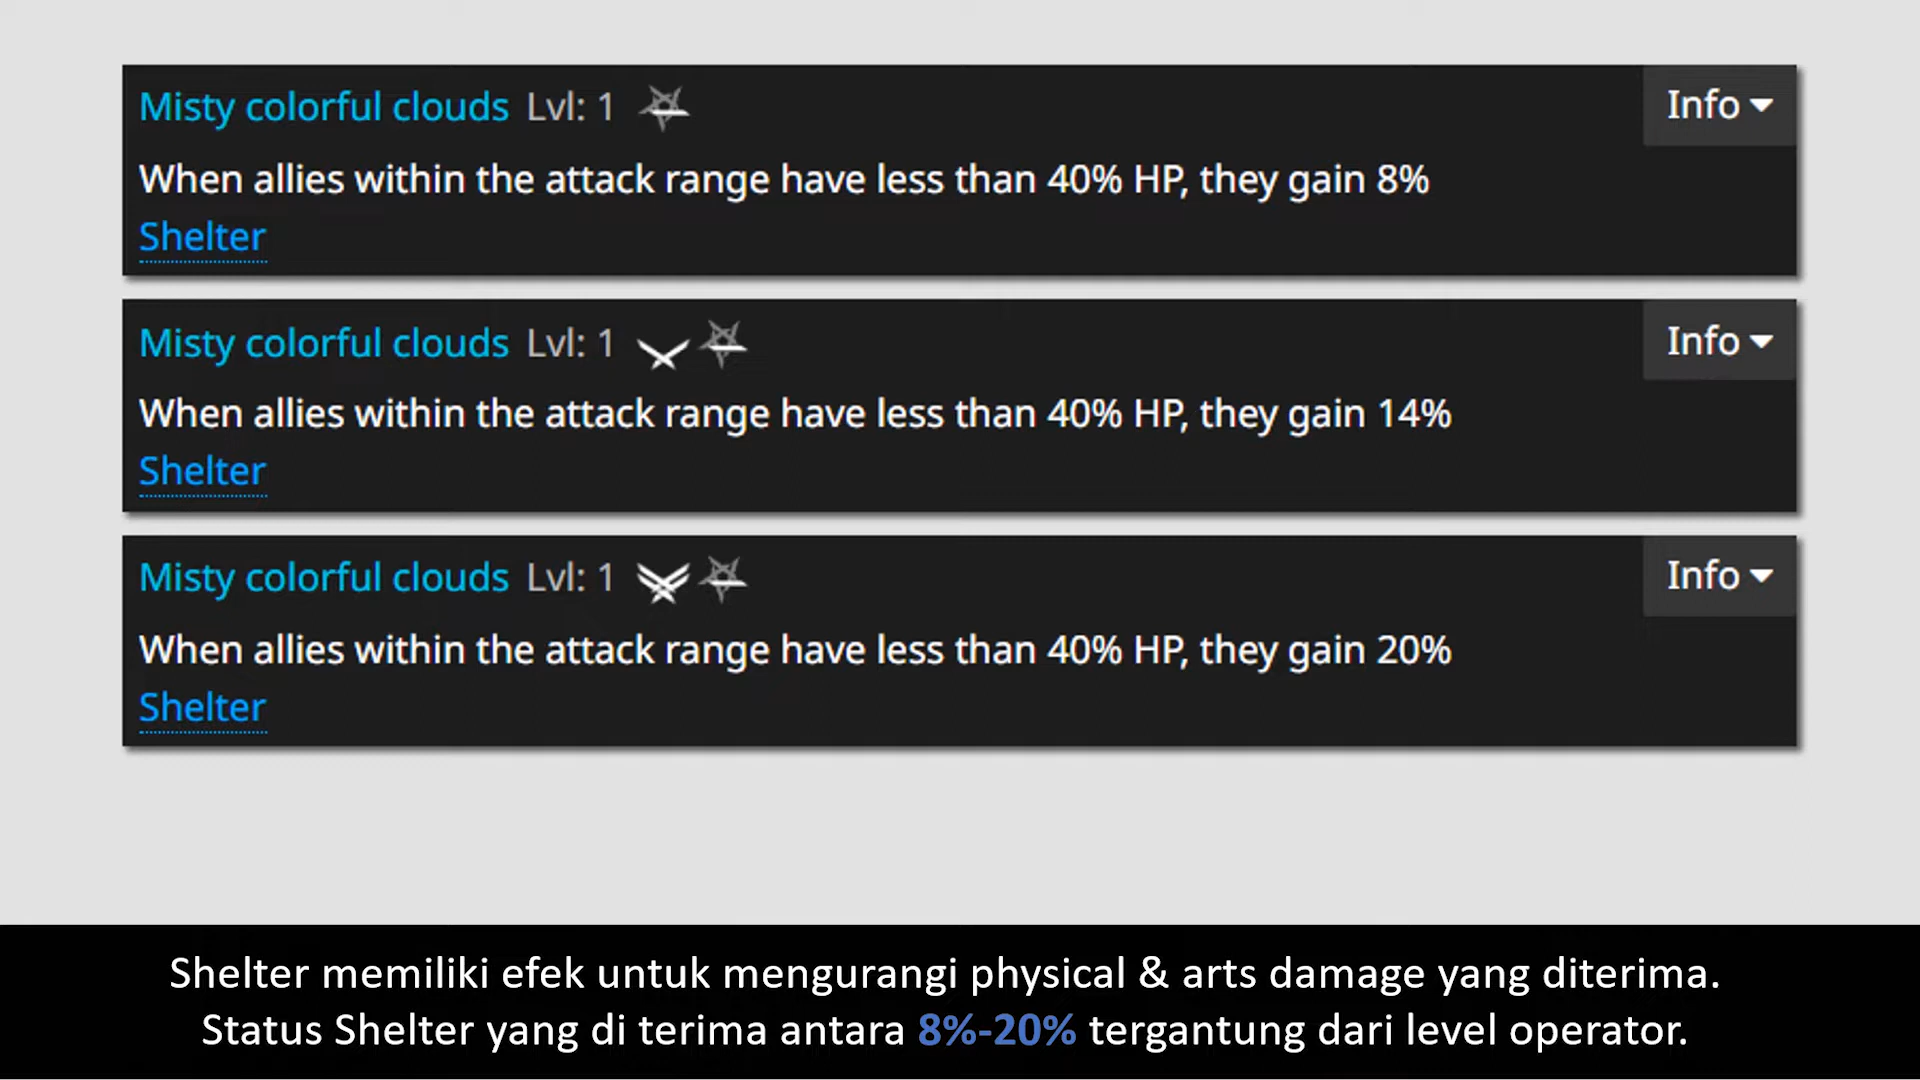 Misty colorful clouds Lvl: 1
Info
When allies within the attack range have less than 40% HP, they gain 8%
Shelter
Misty colorful clouds Lvl: 1
Info
When allies within the attack range have less than 40% HP, they gain 14%
Shelter
Misty colorful clouds Lvl: 1
Info
When allies within the attack range have less than 40% HP, they gain 20%
Shelter
Shelter memiliki efek untuk mengurangi physical & arts damage yang diterima.
Status Shelter yang di terima antara 8%-20% tergantung dari level operator.